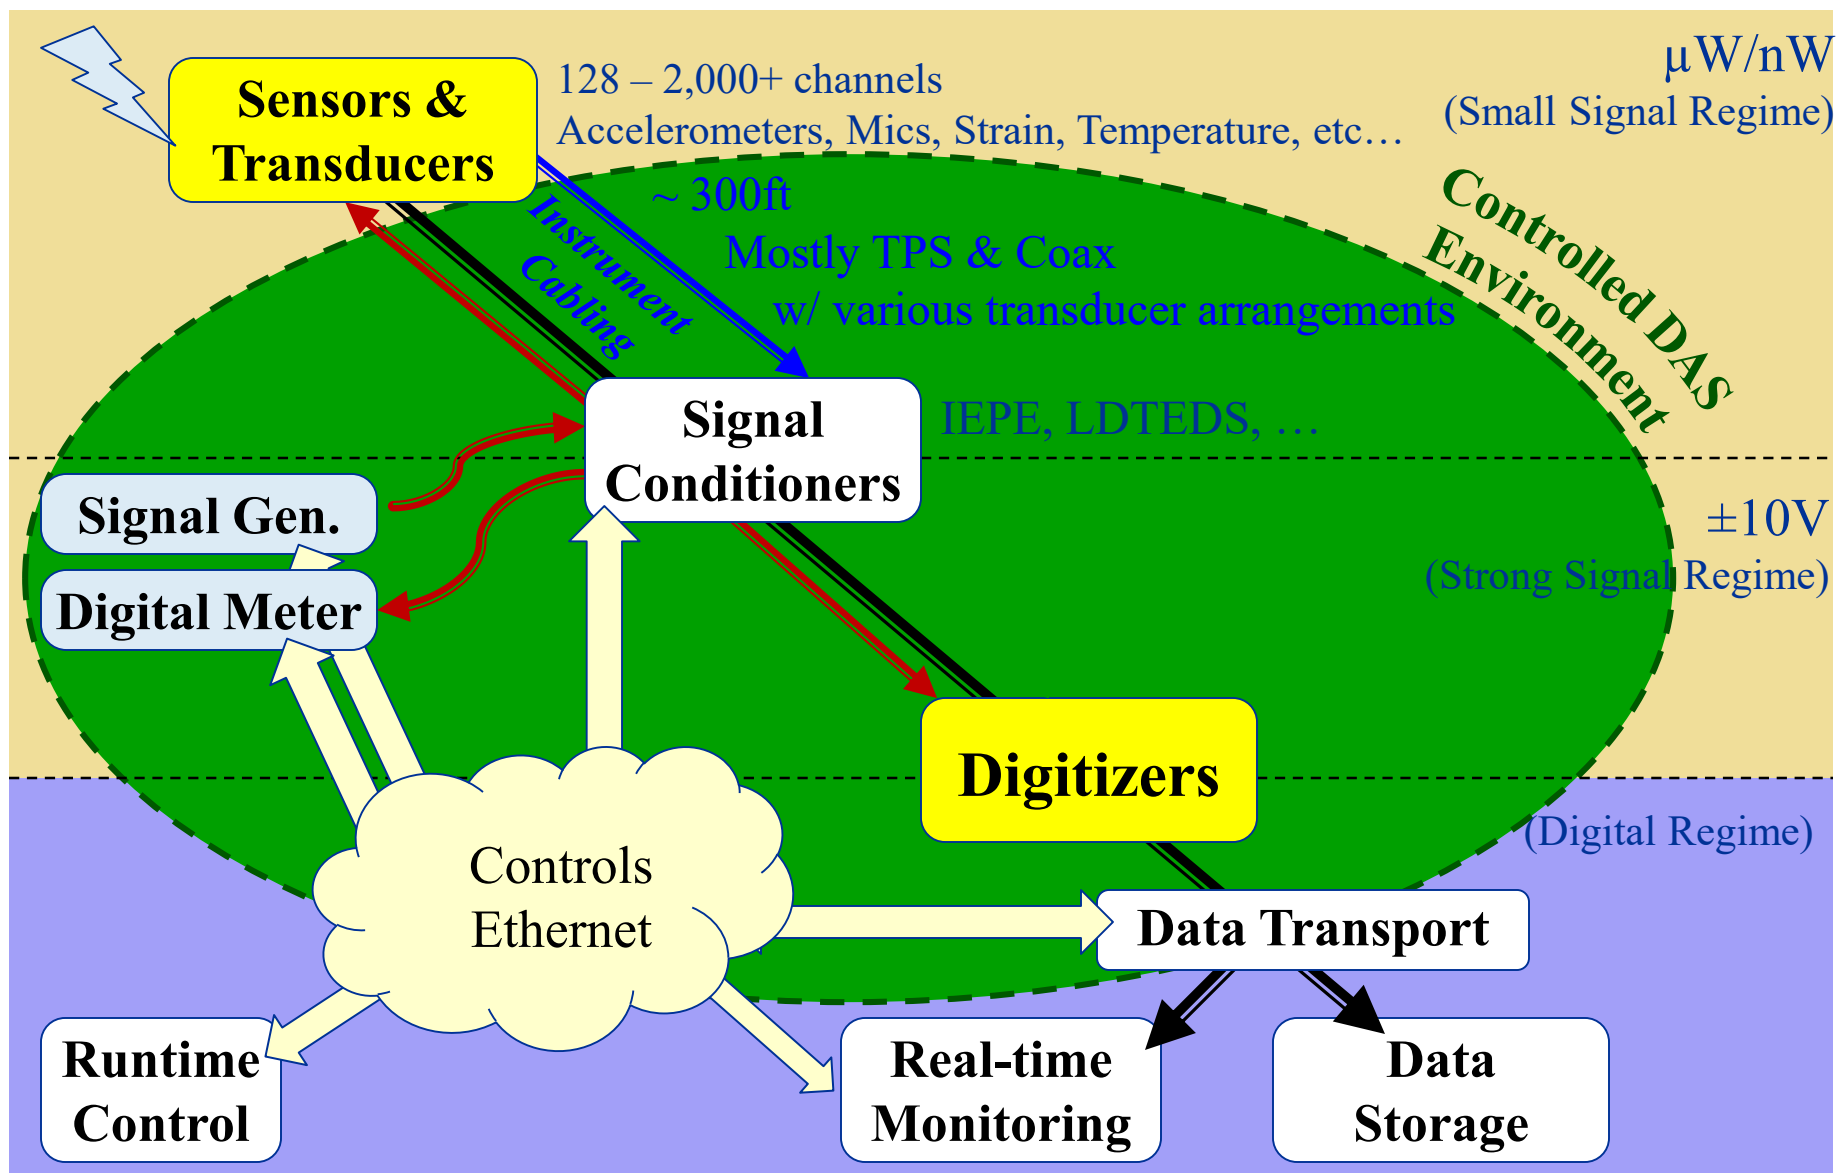 Sensors &
Transducers
128 – 2,000+ channels
Accelerometers, Mics, Strain, Temperature, etc…
μW/nW
(Small Signal Regime)
Controlled DAS
Environment
Instrument
Cabling
~ 300ft
Mostly TPS & Coax
w/ various transducer arrangements
Signal
Conditioners
IEPE, LDTEDS, …
Signal Gen.
Digital Meter
±10V
(Strong Signal Regime)
Digitizers
(Digital Regime)
Controls
Ethernet
Data Transport
Runtime
Control
Real-time
Monitoring
Data
Storage